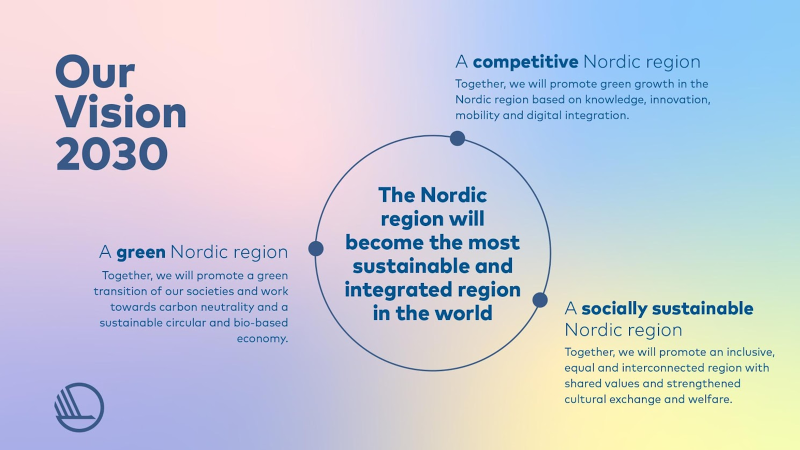 Our
Vision
2030
A competitive Nordic region
Together, we will promote green growth in the
Nordic region based on knowledge, innovation,
mobility and digital integration.
The Nordic
region will
become the most
sustainable and
integrated region
in the world
A green Nordic region
Together, we will promote a green
transition of our societies and work
towards carbon neutrality and a
sustainable circular and bio-based
economy.
A socially sustainable
Nordic region
Together, we will promote an inclusive,
equal and interconnected region with
shared values and strengthened
cultural exchange and welfare.